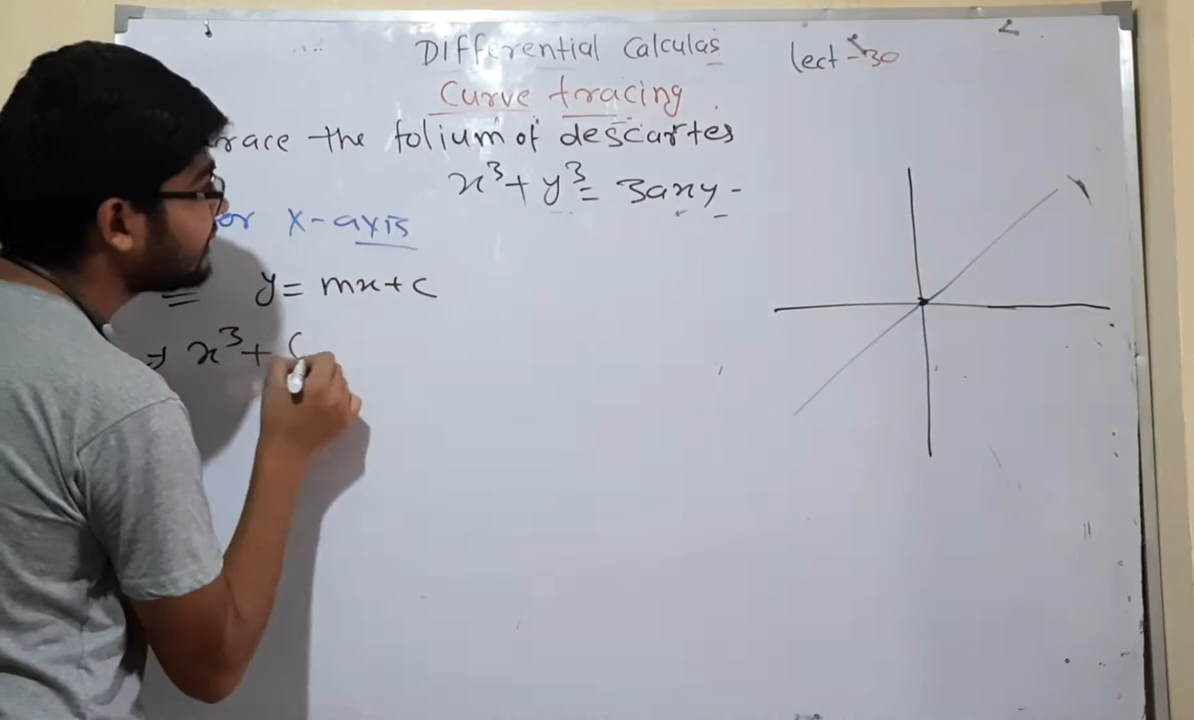 Differential Calculas
Lect - 30
Curve tracing
race the folium of descartes
x³ + y³ = 3axy -
or X-axis
= y = mx + c
⇒ x³ + (